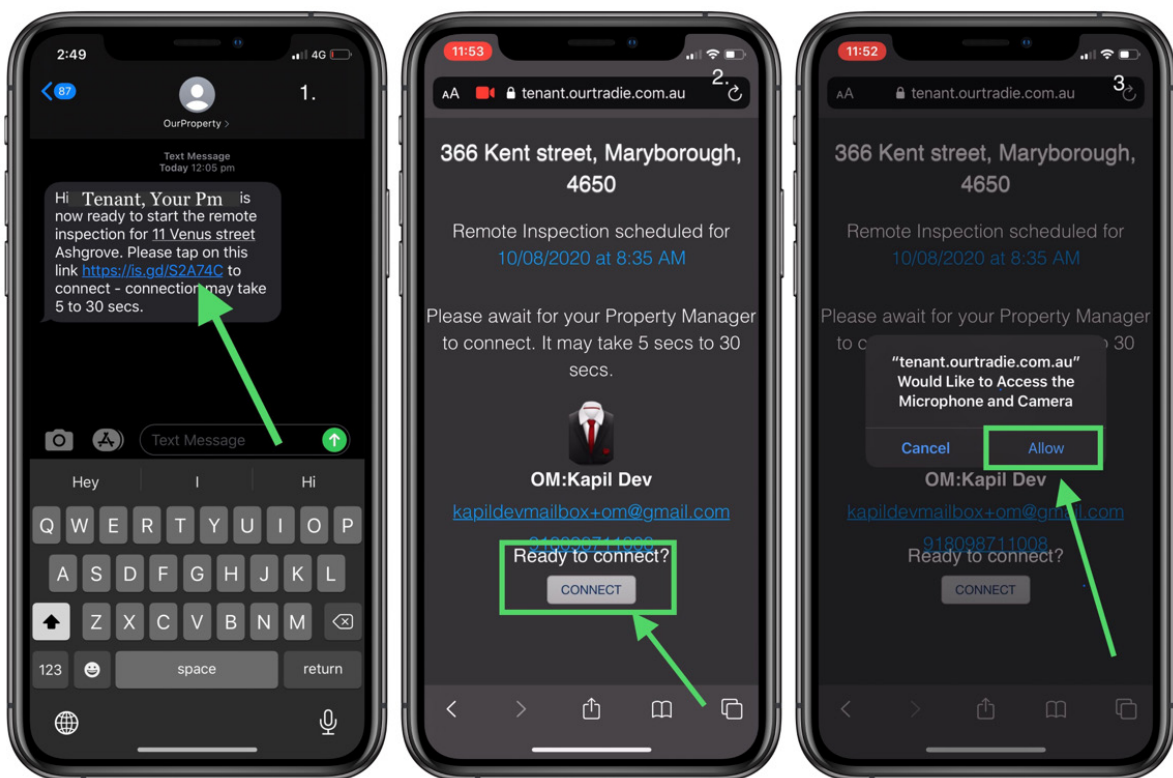 2:49
4G
87
1.
OurProperty >
Text Message
Today 12:05 pm
Hi Tenant, Your Pm is
now ready to start the remote
inspection for 11 Venus street
Ashgrove. Please tap on this
link https://is.gd/S2A74C to
connect - connection may take
5 to 30 secs.
Text Message
Hey I Hi
Q W E R T Y U I O P
A S D F G H J K L
Z X C V B N M
123 space return
11:53
2.
AA tenant.ourtradie.com.au
366 Kent street, Maryborough,
4650
Remote Inspection scheduled for
10/08/2020 at 8:35 AM
Please await for your Property Manager
to connect. It may take 5 secs to 30
secs.
OM:Kapil Dev
kapildevmailbox+om@gmail.com
918098711008
Ready to connect?
CONNECT
11:52
3
AA tenant.ourtradie.com.au
366 Kent street, Maryborough,
4650
Remote Inspection scheduled for
10/08/2020 at 8:35 AM
Please await for your Property Manager
to c 30
"tenant.ourtradie.com.au"
Would Like to Access the
Microphone and Camera
Cancel Allow
OM:Kapil Dev
kapildevmailbox+om@gmail.com
918098711008
Ready to connect?
CONNECT